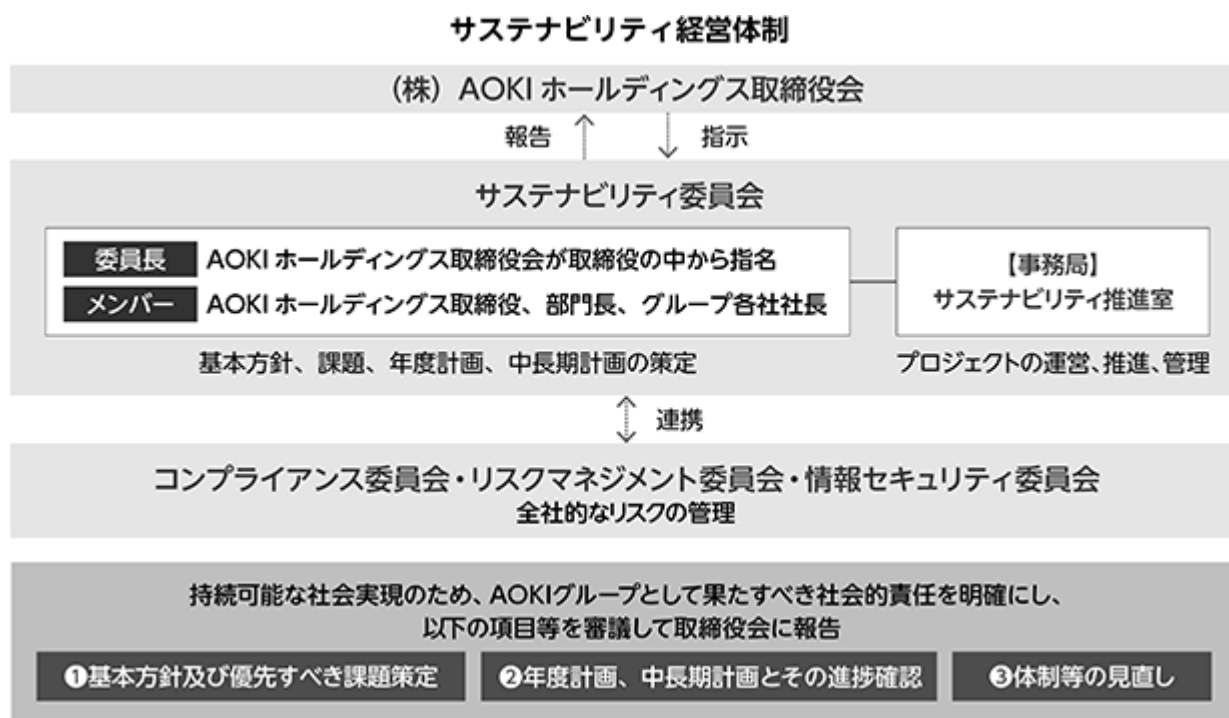 サステナビリティ経営体制
(株) AOKI ホールディングス取締役会
報告 指示
サステナビリティ委員会
委員長 AOKI ホールディングス取締役会が取締役の中から指名
メンバー AOKI ホールディングス取締役、部門長、グループ各社社長
【事務局】
サステナビリティ推進室
基本方針、課題、年度計画、中長期計画の策定
プロジェクトの運営、推進、管理
連携
コンプライアンス委員会・リスクマネジメント委員会・情報セキュリティ委員会
全社的なリスクの管理
持続可能な社会実現のため、AOKIグループとして果たすべき社会的責任を明確にし、
以下の項目等を審議して取締役会に報告
❶基本方針及び優先すべき課題策定
❷年度計画、中長期計画とその進捗確認
❸体制等の見直し